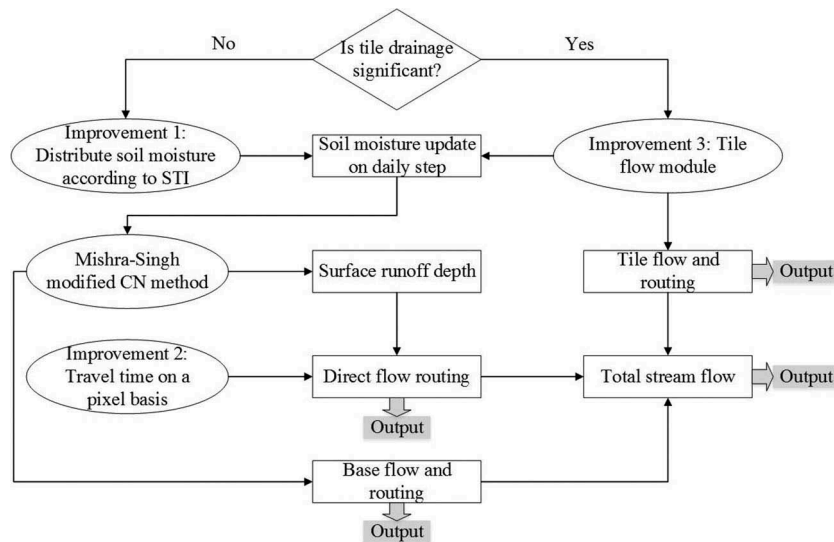 Is tile drainage
significant?
No
Yes
Improvement 1:
Distribute soil moisture
according to STI
Soil moisture update
on daily step
Improvement 3: Tile
flow module
Mishra-Singh
modified CN method
Surface runoff depth
Tile flow and
routing
Output
Improvement 2:
Travel time on a
pixel basis
Direct flow routing
Total stream flow
Output
Output
Base flow and
routing
Output